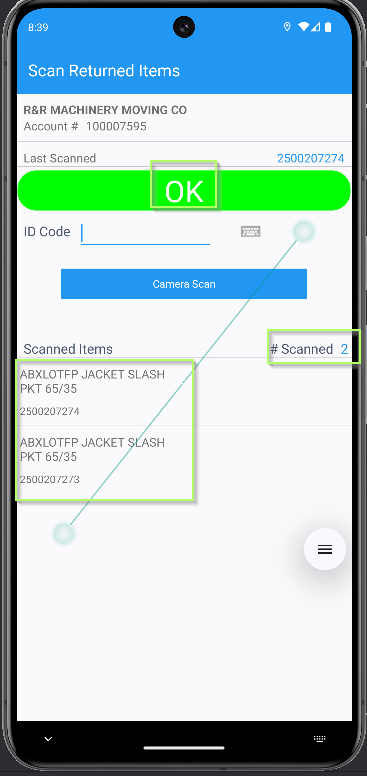 8:39
Scan Returned Items
R&R MACHINERY MOVING CO
Account # 100007595
Last Scanned 2500207274
OK
ID Code
Camera Scan
Scanned Items # Scanned 2
ABXLOTFP JACKET SLASH
PKT 65/35
2500207274
ABXLOTFP JACKET SLASH
PKT 65/35
2500207273